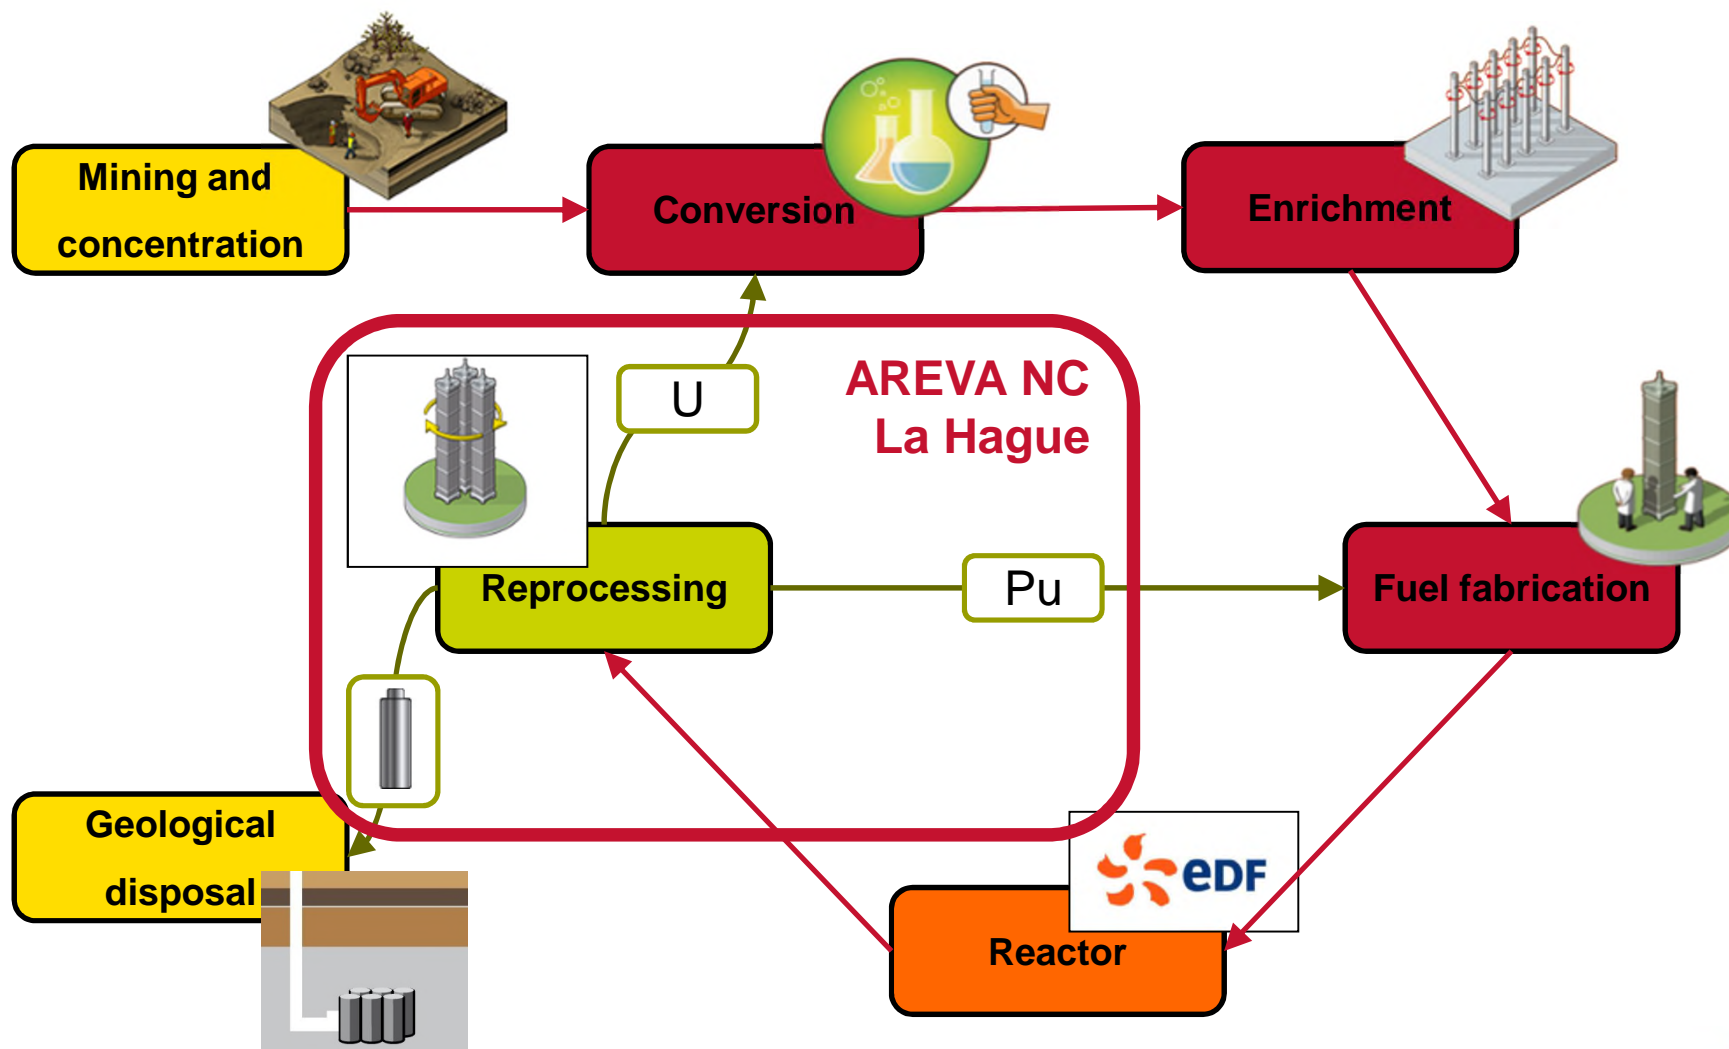 Mining and
concentration
Conversion
Enrichment
U
AREVA NC
La Hague
Reprocessing
Pu
Fuel fabrication
Geological
disposal
eDF
Reactor